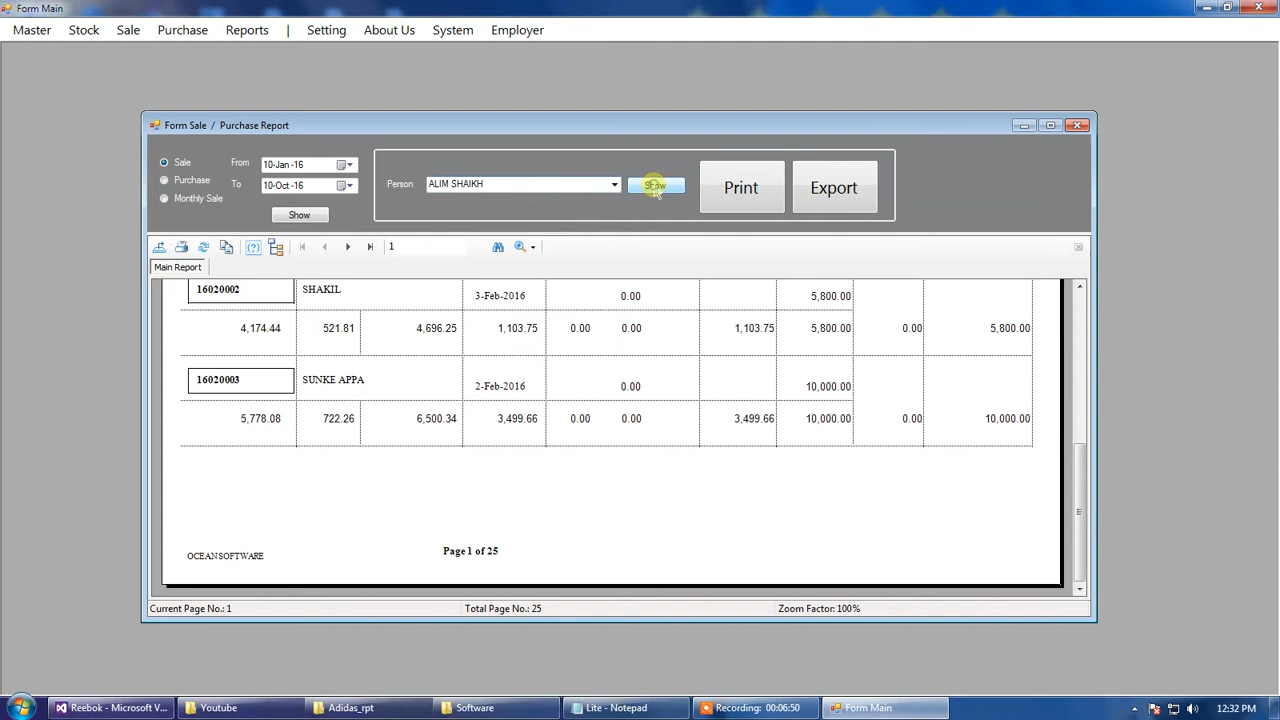 Form Main
Master Stock Sale Purchase Reports | Setting About Us System Employer
Form Sale / Purchase Report
Sale From 10-Jan -16
Purchase To 10-Oct -16
Monthly Sale
Show
Person ALIM SHAIKH Show Print Export
1
Main Report
16020002 SHAKIL 3-Feb-2016 0.00 5,800.00
4,174.44 521.81 4,696.25 1,103.75 0.00 0.00 1,103.75 5,800.00 0.00 5,800.00
16020003 SUNKE APPA 2-Feb-2016 0.00 10,000.00
5,778.08 722.26 6,500.34 3,499.66 0.00 0.00 3,499.66 10,000.00 0.00 10,000.00
OCEANSOFTWARE Page 1 of 25
Current Page No.: 1 Total Page No.: 25 Zoom Factor: 100%
Reebok - Microsoft V... Youtube Adidas_rpt Software Lite - Notepad Recording: 00:06:50 Form Main 12:32 PM